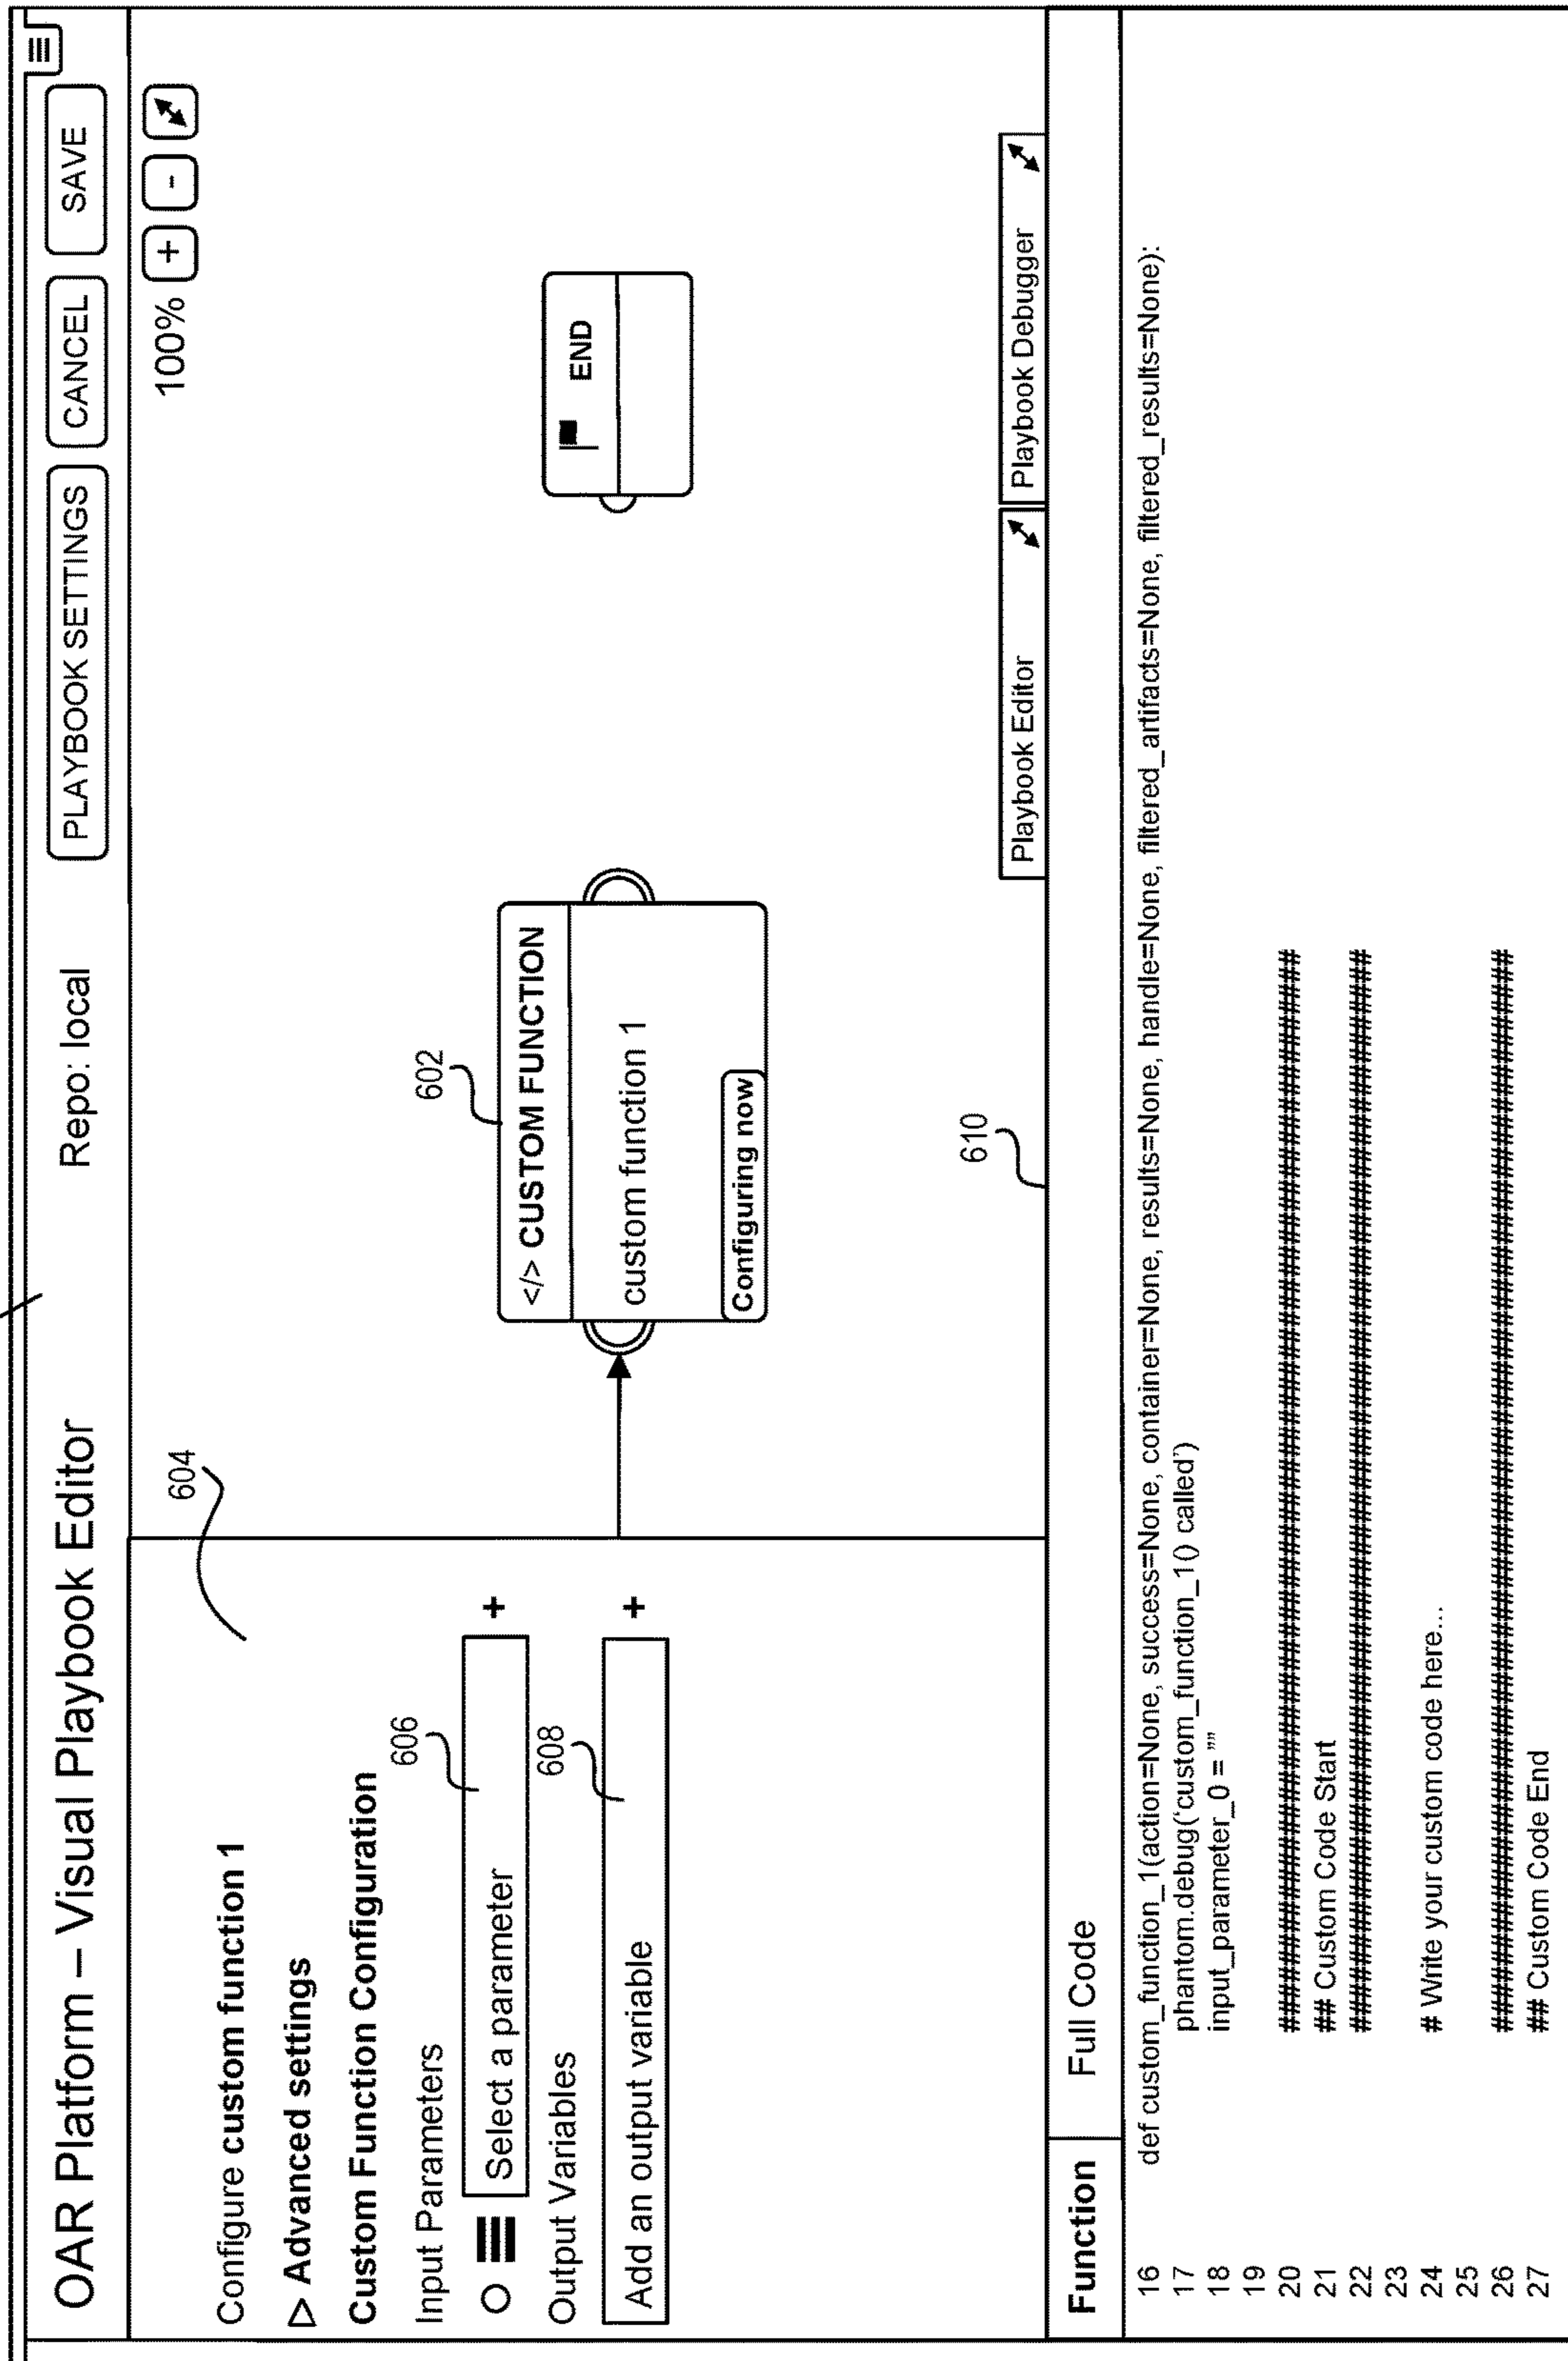 OAR Platform – Visual Playbook Editor
Repo: local
PLAYBOOK SETTINGS
CANCEL
SAVE
100%
+
-
604
Configure custom function 1
▷ Advanced settings
Custom Function Configuration
Input Parameters
606
Select a parameter
+
Output Variables
608
Add an output variable
+
602
</> CUSTOM FUNCTION
custom function 1
Configuring now
END
610
Playbook Editor
Playbook Debugger
Function
Full Code
16 def custom_function_1(action=None, success=None, container=None, results=None, handle=None, filtered_artifacts=None, filtered_results=None):
17 phantom.debug('custom_function_1() called')
18 input_parameter_0 = ""
19
20 ################################################################################
21 ## Custom Code Start
22 ################################################################################
23
24 # Write your custom code here...
25
26 ################################################################################
27 ## Custom Code End